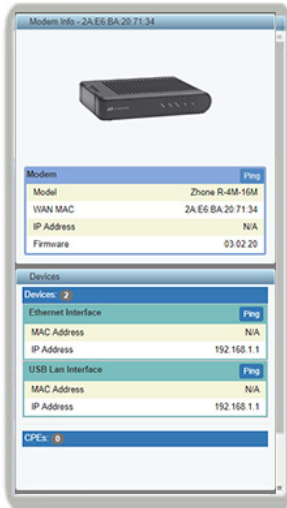 Modem Info - 2A:E6:BA:20:71:34
Modem Ping
Model Zhone R-4M-16M
WAN MAC 2A:E6:BA:20:71:34
IP Address N/A
Firmware 03.02.20
Devices
Devices: 2
Ethernet Interface Ping
MAC Address N/A
IP Address 192.168.1.1
USB Lan Interface Ping
MAC Address N/A
IP Address 192.168.1.1
CPEs: 0